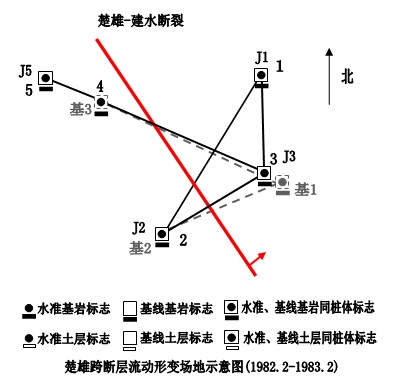 楚雄-建水断裂
J1
1
北
J5
5
4
基3
3
J3
基1
J2
基2
2
水准基岩标志 基线基岩标志 水准、基线基岩同桩体标志
水准土层标志 基线土层标志 水准、基线土层同桩体标志
楚雄跨断层流动形变场地示意图(1982.2-1983.2)